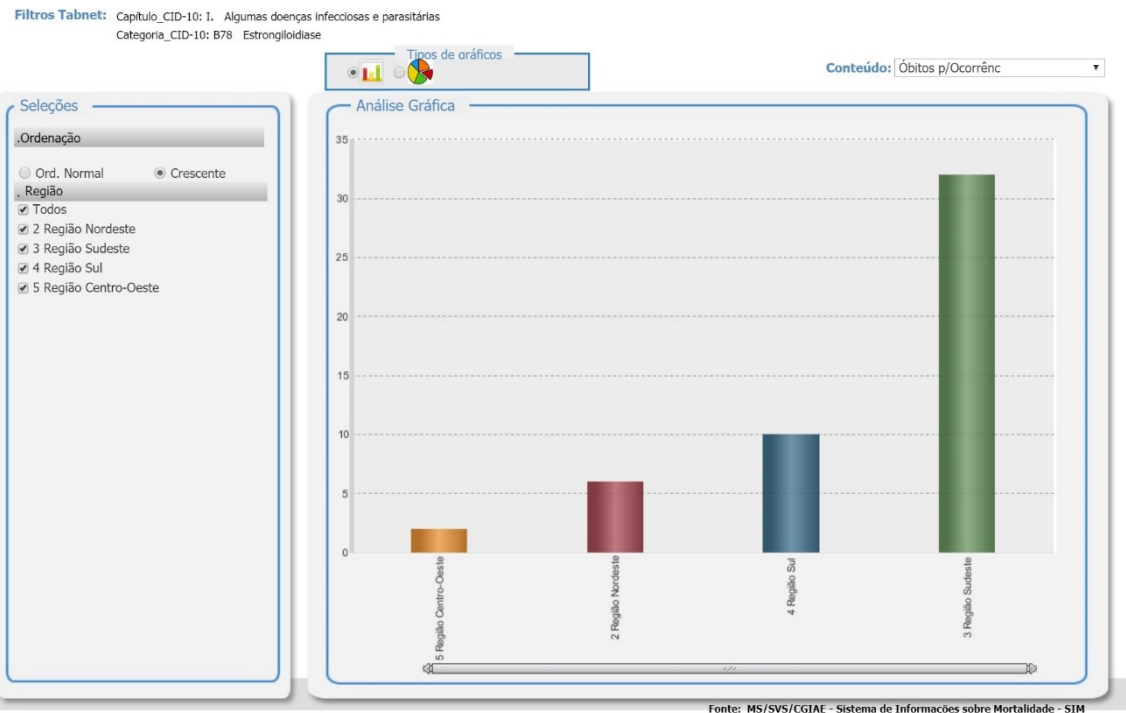 Filtros Tabnet: Capítulo_CID-10: I. Algumas doenças infecciosas e parasitárias
Categoria_CID-10: B78 Estrongiloidiase
Tipos de gráficos
Conteúdo: Óbitos p/Ocorrênc
Seleções
.Ordenação
Ord. Normal Crescente
. Região
Todos
2 Região Nordeste
3 Região Sudeste
4 Região Sul
5 Região Centro-Oeste
Análise Gráfica
35
30
25
20
15
10
5
0
5 Região Centro-Oeste
2 Região Nordeste
4 Região Sul
3 Região Sudeste
Fonte: MS/SVS/CGIAE - Sistema de Informações sobre Mortalidade - SIM